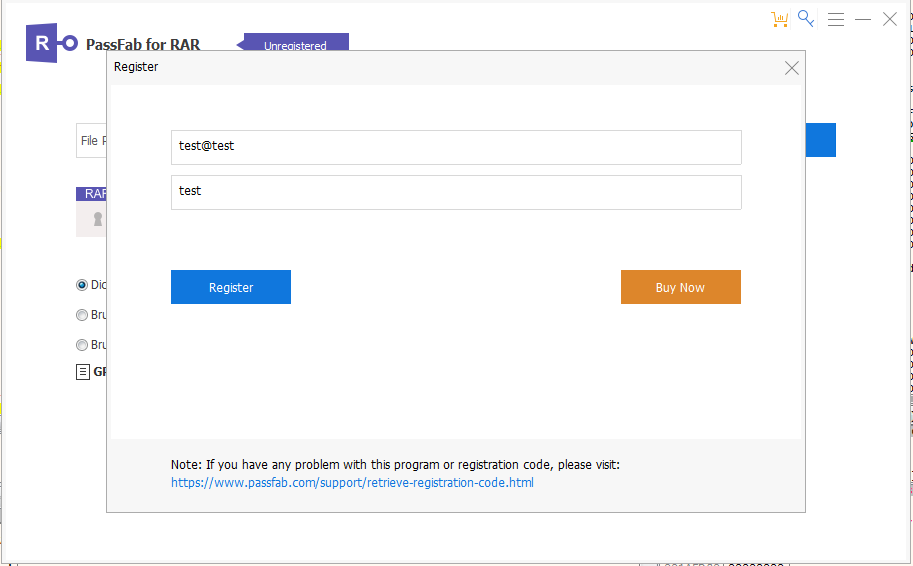 R
PassFab for RAR
Unregistered
Register
File P
test@test
test
RAR
Register
Buy Now
Dic
Bru
Bru
GP
Note: If you have any problem with this program or registration code, please visit:
https://www.passfab.com/support/retrieve-registration-code.html